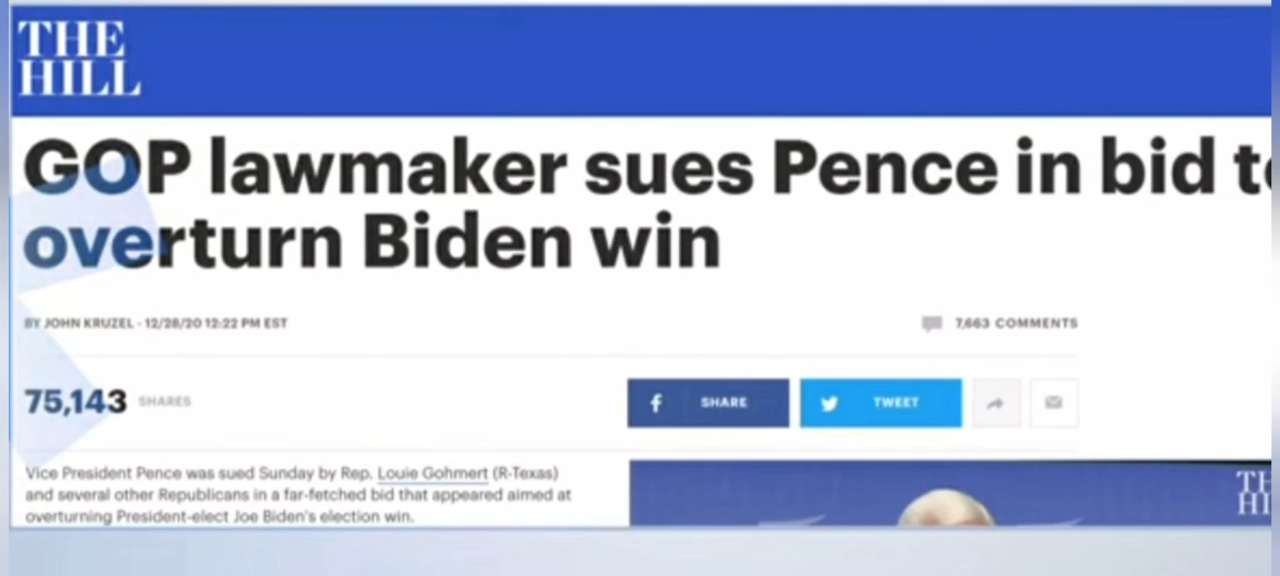 THE
HILL
GOP lawmaker sues Pence in bid
overturn Biden win
BY JOHN KRUZEL - 12/28/20 12:22 PM EST
7,663 COMMENTS
75,143 SHARES
SHARE
TWEET
Vice President Pence was sued Sunday by Rep. Louie Gohmert (R-Texas)
and several other Republicans in a far-fetched bid that appeared aimed at
overturning President-elect Joe Biden's election win.